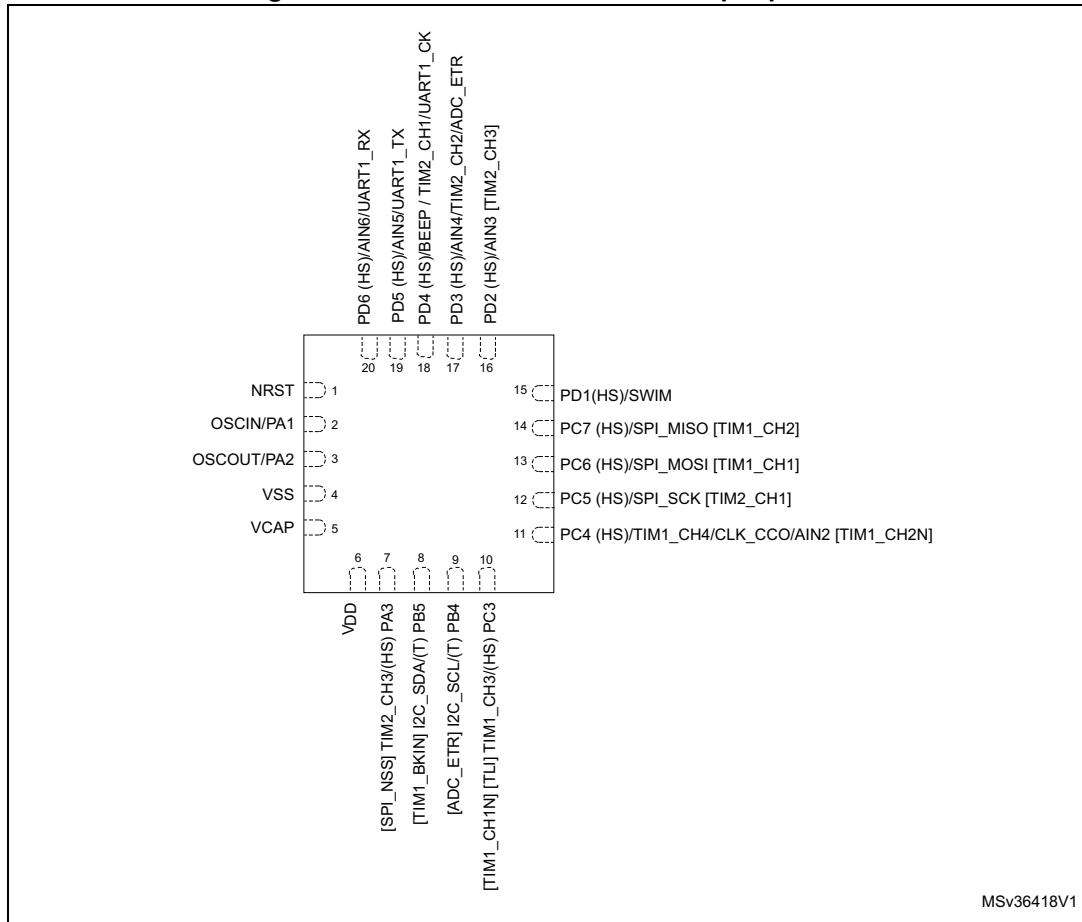 PD6 (HS)/AIN6/UART1_RX
PD5 (HS)/AIN5/UART1_TX
PD4 (HS)/BEEP / TIM2_CH1/UART1_CK
PD3 (HS)/AIN4/TIM2_CH2/ADC_ETR
PD2 (HS)/AIN3 [TIM2_CH3]
20 19 18 17 16
NRST 1
OSCIN/PA1 2
OSCOUT/PA2 3
VSS 4
VCAP 5
15 PD1(HS)/SWIM
14 PC7 (HS)/SPI_MISO [TIM1_CH2]
13 PC6 (HS)/SPI_MOSI [TIM1_CH1]
12 PC5 (HS)/SPI_SCK [TIM2_CH1]
11 PC4 (HS)/TIM1_CH4/CLK_CCO/AIN2 [TIM1_CH2N]
6 7 8 9 10
VDD
[SPI_NSS] TIM2_CH3/(HS) PA3
[TIM1_BKIN] I2C_SDA/(T) PB5
[ADC_ETR] I2C_SCL/(T) PB4
[TIM1_CH1N] [TLI] TIM1_CH3/(HS) PC3
MSv36418V1